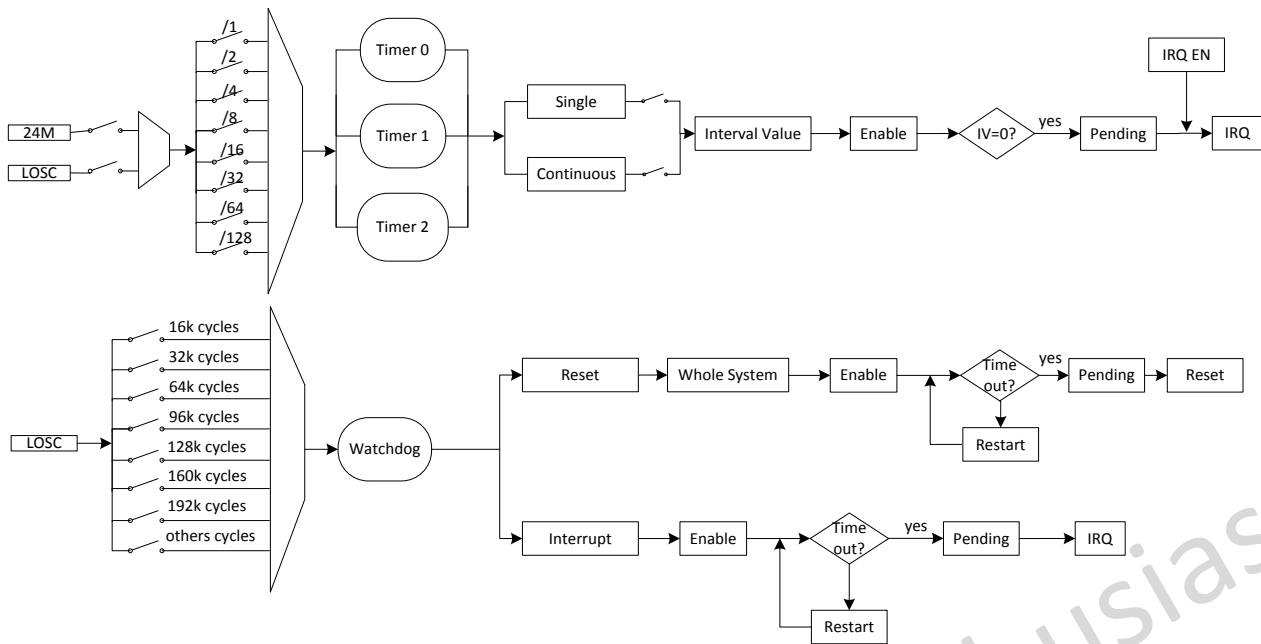 /1
/2
/4
/8
/16
/32
/64
/128
24M
LOSC
Timer 0
Timer 1
Timer 2
Single
Continuous
Interval Value
Enable
IV=0?
yes
Pending
IRQ EN
IRQ
16k cycles
32k cycles
64k cycles
96k cycles
128k cycles
160k cycles
192k cycles
others cycles
LOSC
Watchdog
Reset
Whole System
Enable
Time
out?
yes
Pending
Reset
Restart
Interrupt
Enable
Time
out?
yes
Pending
IRQ
Restart